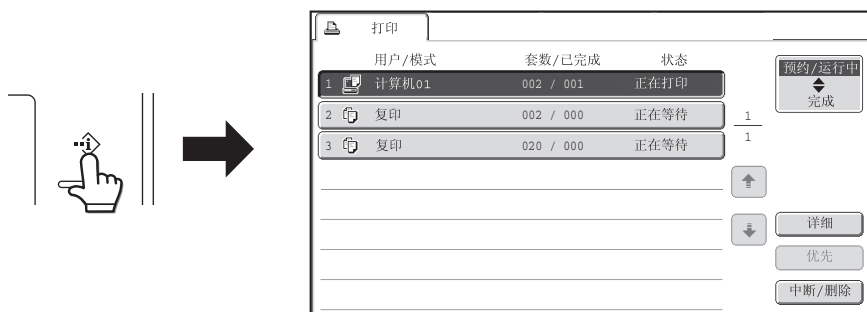 打印
用户/模式 套数/已完成 状态
1 计算机01 002 / 001 正在打印
2 复印 002 / 000 正在等待
3 复印 020 / 000 正在等待
预约/运行中
完成
1
1
详细
优先
中断/删除